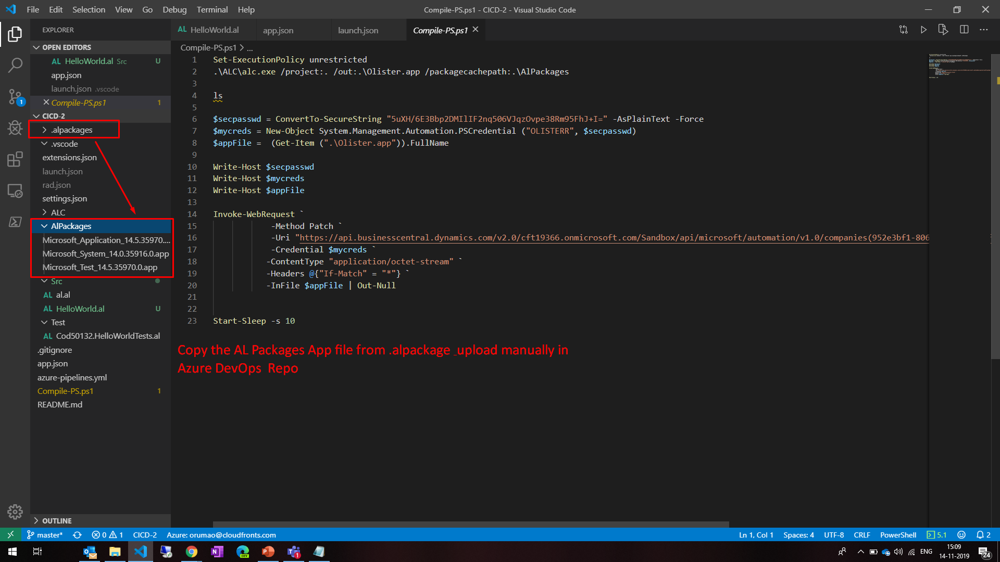 File Edit Selection View Go Debug Terminal Help
Compile-PS.ps1 - CICD-2 - Visual Studio Code
EXPLORER
AL HelloWorld.al
app.json
launch.json
Compile-PS.ps1
OPEN EDITORS
AL HelloWorld.al Src U
app.json
launch.json .vscode
Compile-PS.ps1 1
CICD-2
.alpackages
.vscode
extensions.json
launch.json
rad.json
settings.json
ALC
AlPackages
Microsoft_Application_14.5.35970....
Microsoft_System_14.0.35916.0.app
Microsoft_Test_14.5.35970.0.app
Src
AL al.al
AL HelloWorld.al U
Test
AL Cod50132.HelloWorldTests.al
.gitignore
app.json
azure-pipelines.yml
Compile-PS.ps1 1
README.md
OUTLINE
Compile-PS.ps1 > ...
1 Set-ExecutionPolicy unrestricted
2 .\ALC\alc.exe /project:. /out:.\Olister.app /packagecachepath:.\AlPackages
3
4 ls
5
6 $secpasswd = ConvertTo-SecureString "5uXH/6E3Bbp2DMIlIF2nq506VJqzOvpe38Rm95FhJ+I=" -AsPlainText -Force
7 $mycreds = New-Object System.Management.Automation.PSCredential ("OLISTERR", $secpasswd)
8 $appFile = (Get-Item (".\Olister.app")).FullName
9
10 Write-Host $secpasswd
11 Write-Host $mycreds
12 Write-Host $appFile
13
14 Invoke-WebRequest `
15 -Method Patch `
16 -Uri "https://api.businesscentral.dynamics.com/v2.0/cft19366.onmicrosoft.com/Sandbox/api/microsoft/automation/v1.0/companies(952e3bf1-806
17 -Credential $mycreds `
18 -ContentType "application/octet-stream" `
19 -Headers @{"If-Match" = "*"} `
20 -InFile $appFile | Out-Null
21
22
23 Start-Sleep -s 10
Copy the AL Packages App file from .alpackage _upload manually in
Azure DevOps Repo
1
master* 0 1 CICD-2 Azure: orumao@cloudfronts.com
Ln 1, Col 1 Spaces: 4 UTF-8 CRLF PowerShell 5.1 2
1
ENG
15:09
14-11-2019
24